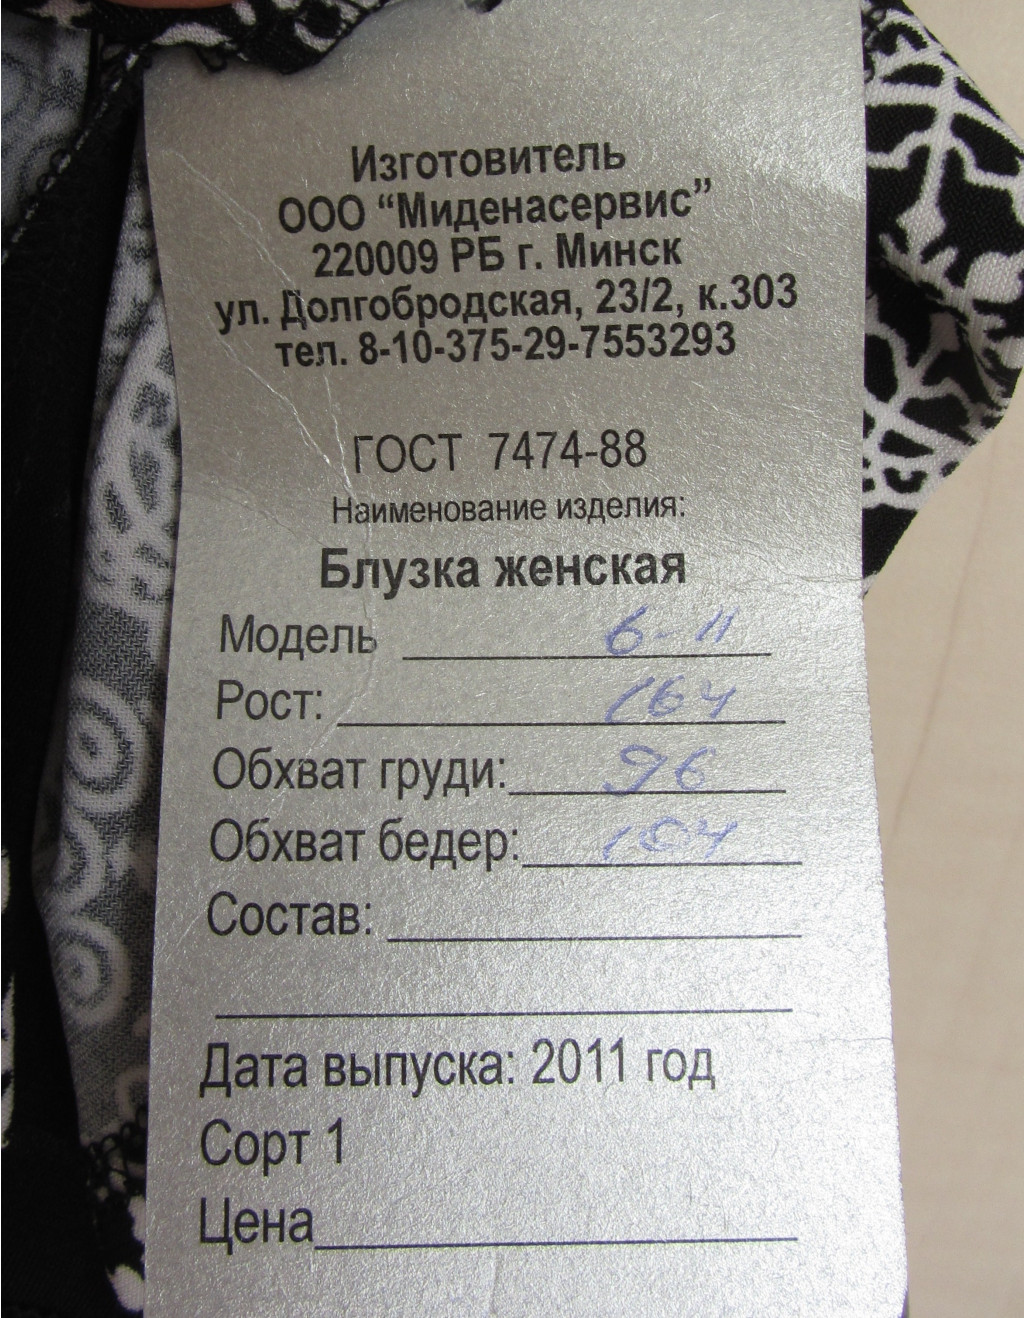 Изготовитель
ООО “Миденасервис”
220009 РБ г. Минск
ул. Долгобродская, 23/2, к.303
тел. 8-10-375-29-7553293
ГОСТ 7474-88
Наименование изделия:
Блузка женская
Модель 6-11
Рост: 164
Обхват груди: 96
Обхват бедер: 104
Состав:
Дата выпуска: 2011 год
Сорт 1
Цена